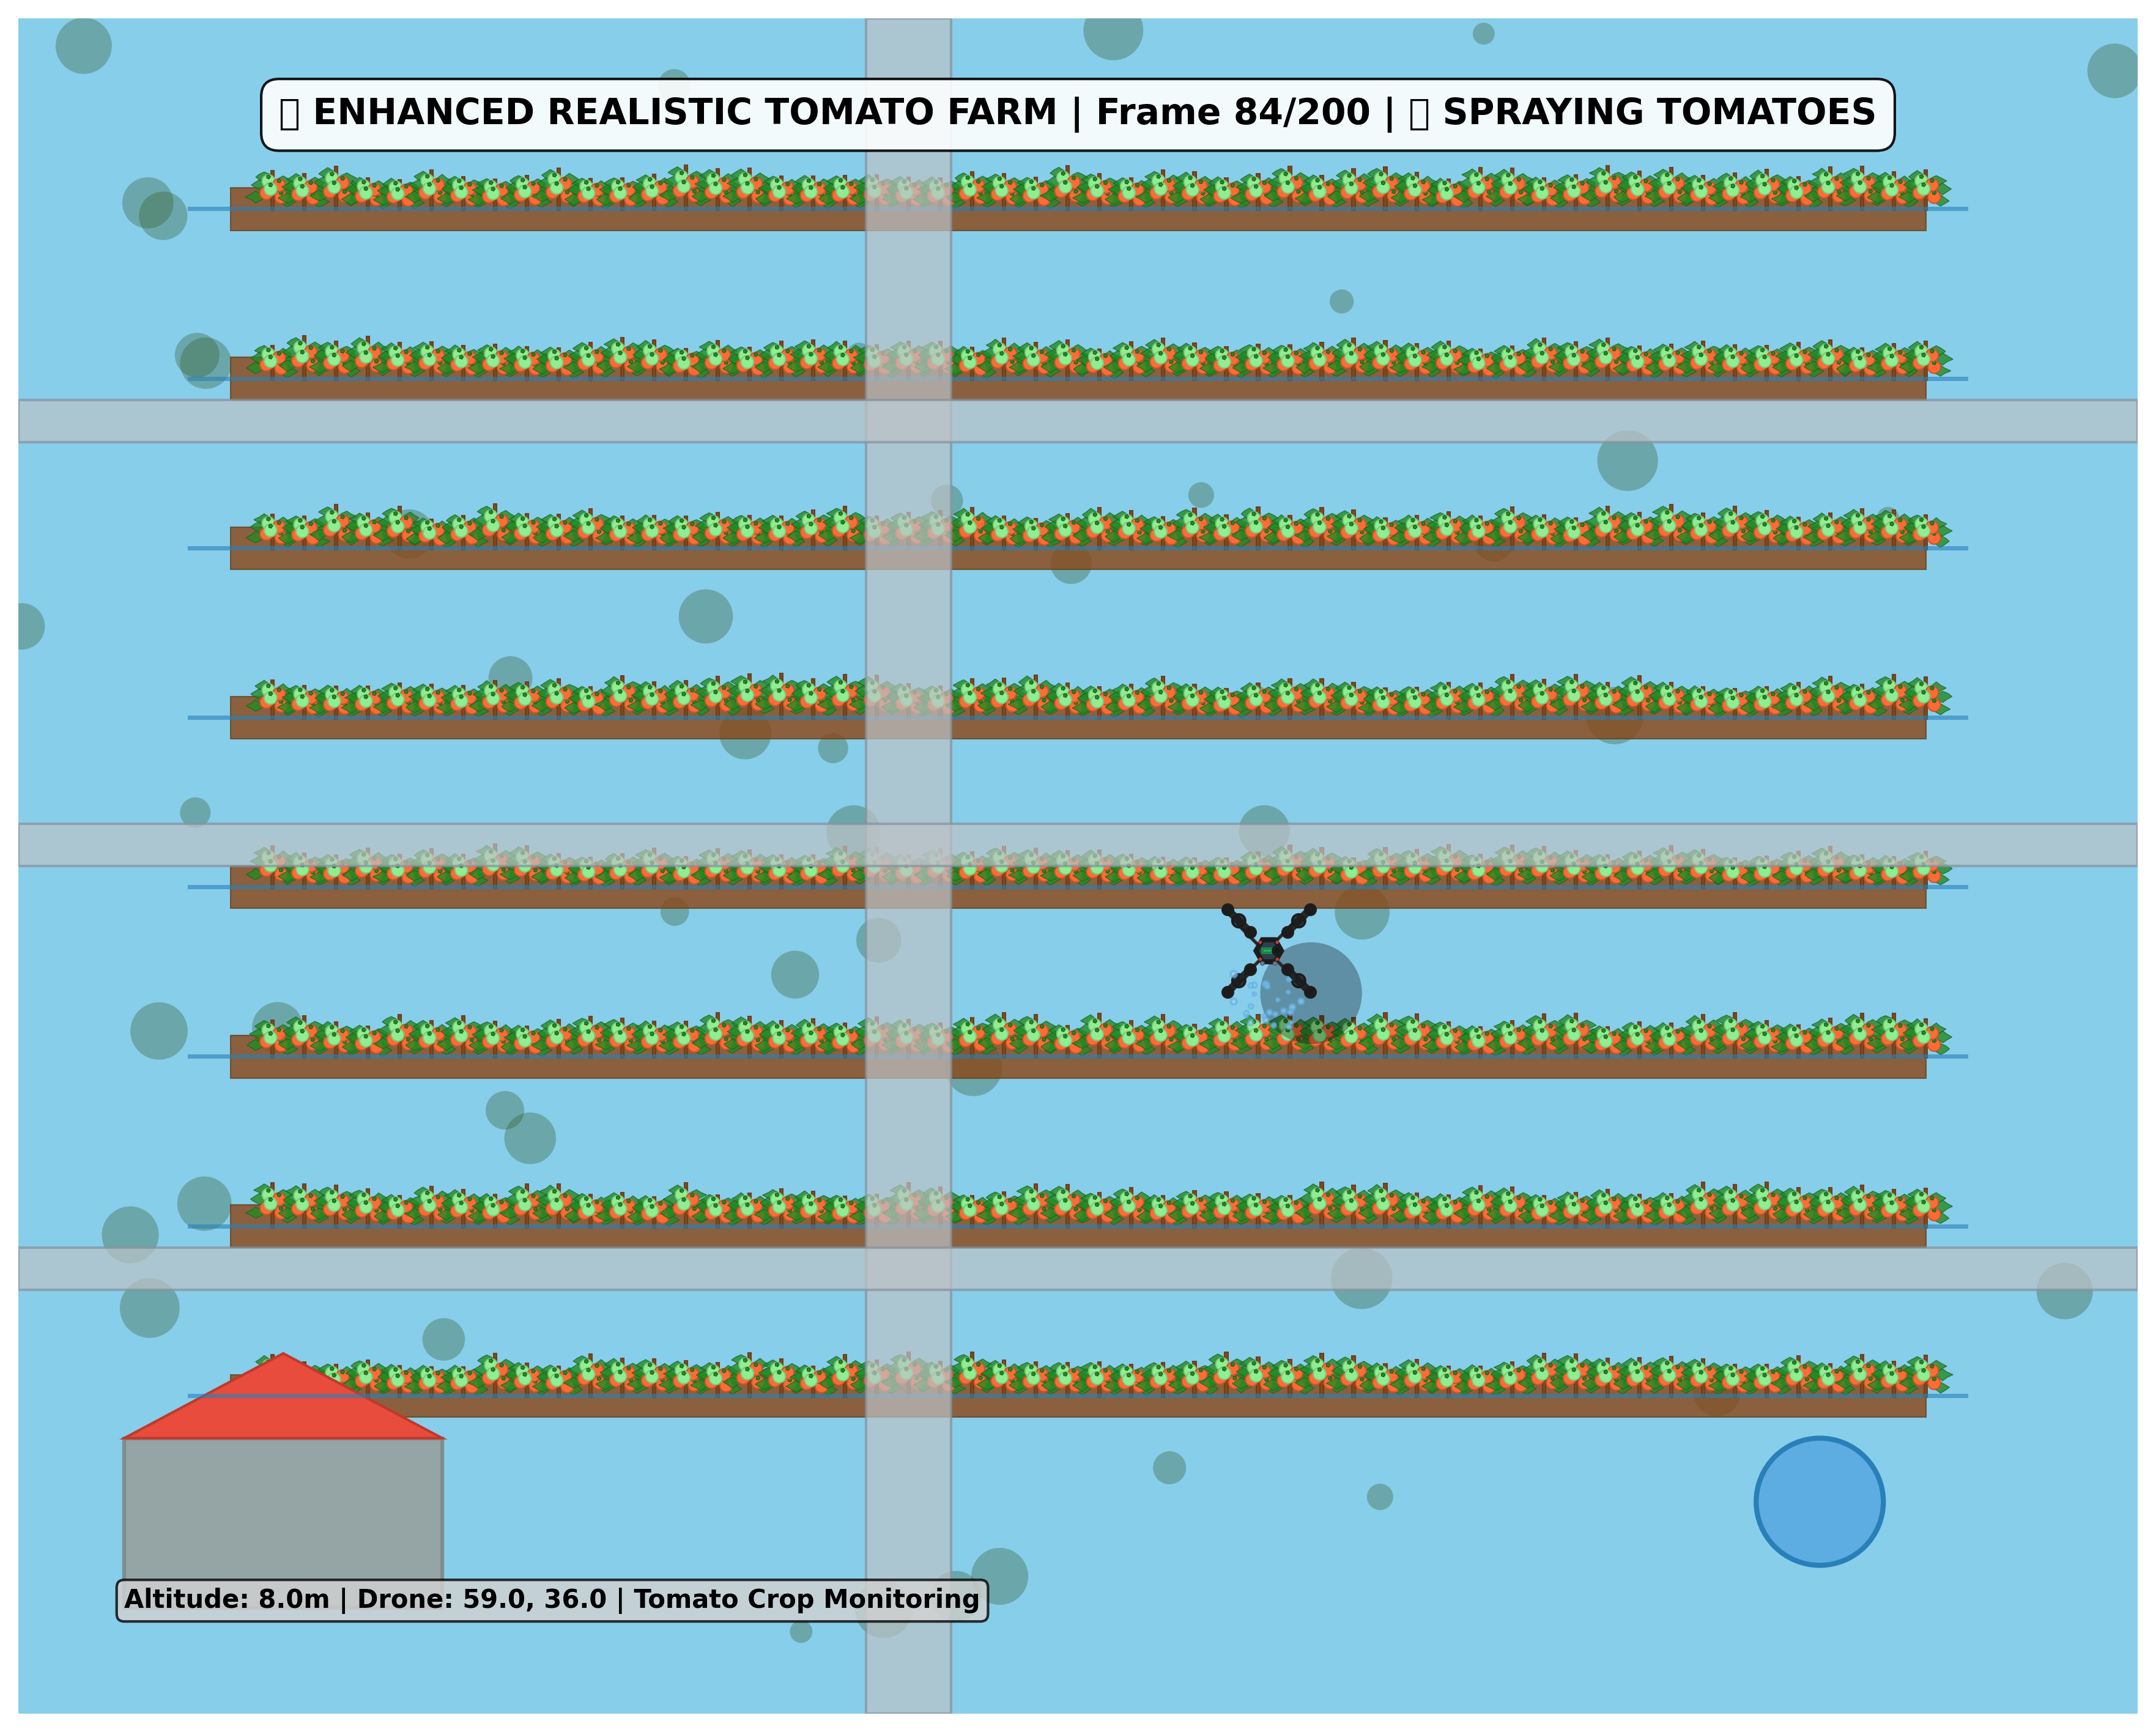 ▯ ENHANCED REALISTIC TOMATO FARM | Frame 84/200 | ▯ SPRAYING TOMATOES
Altitude: 8.0m | Drone: 59.0, 36.0 | Tomato Crop Monitoring